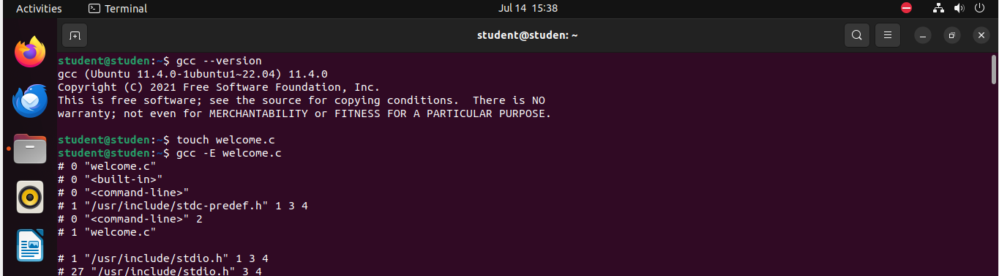 Activities Terminal Jul 14 15:38
student@studen: ~
student@studen:~$ gcc --version
gcc (Ubuntu 11.4.0-1ubuntu1~22.04) 11.4.0
Copyright (C) 2021 Free Software Foundation, Inc.
This is free software; see the source for copying conditions.  There is NO
warranty; not even for MERCHANTABILITY or FITNESS FOR A PARTICULAR PURPOSE.
student@studen:~$ touch welcome.c
student@studen:~$ gcc -E welcome.c
# 0 "welcome.c"
# 0 "<built-in>"
# 0 "<command-line>"
# 1 "/usr/include/stdc-predef.h" 1 3 4
# 0 "<command-line>" 2
# 1 "welcome.c"
# 1 "/usr/include/stdio.h" 1 3 4
# 27 "/usr/include/stdio.h" 3 4